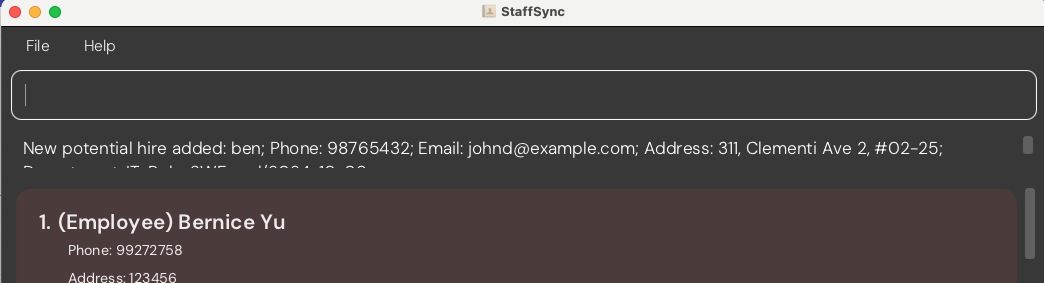 StaffSync
File Help
New potential hire added: ben; Phone: 98765432; Email: johnd@example.com; Address: 311, Clementi Ave 2, #02-25;
1. (Employee) Bernice Yu
Phone: 99272758
Address: 123456